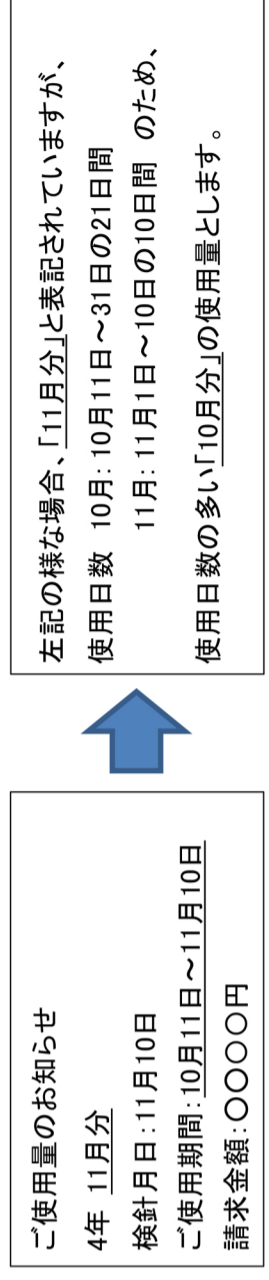 ご使用量のお知らせ
4年 11月分
検針月日:11月10日
ご使用期間:10月11日～11月10日
請求金額:〇〇〇〇円
左記の様な場合、「11月分」と表記されていますが、
使用日数 10月:10月11日～31日の21日間
11月:11月1日～10日の10日間 のため、
使用日数の多い「10月分」の使用量とします。